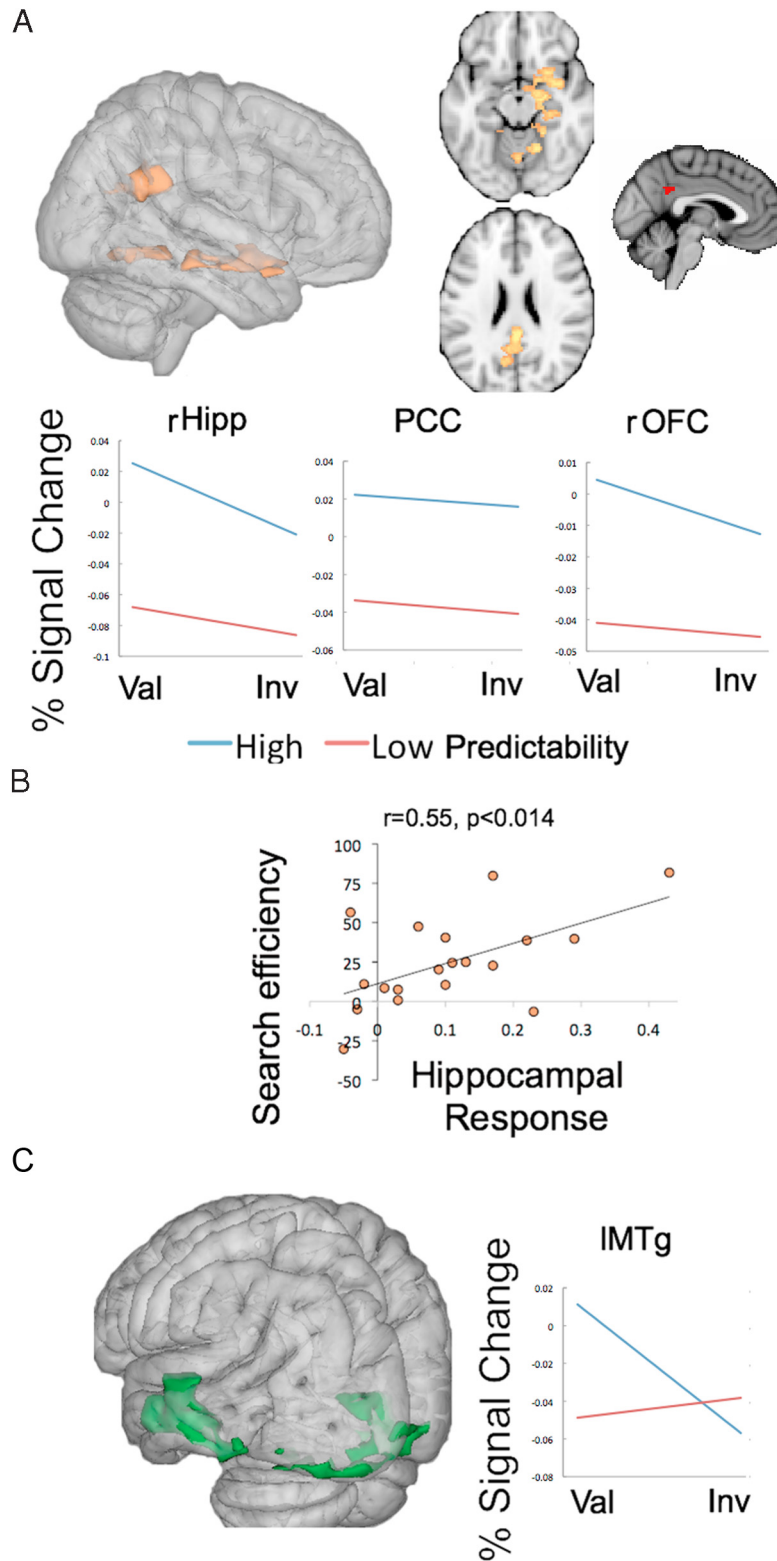 A
rHipp
PCC
rOFC
% Signal Change
0.04
0.02
0
-0.02
-0.04
-0.06
-0.08
-0.1
0.04
0.02
0
-0.02
-0.04
-0.06
0.01
0
-0.01
-0.02
-0.03
-0.04
-0.05
Val Inv
Val Inv
Val Inv
High Low Predictability
B
r=0.55, p<0.014
Search efficiency
100
75
50
25
0
-25
-50
-0.1 0 0.1 0.2 0.3 0.4
Hippocampal
Response
C
lMTg
% Signal Change
0.02
0
-0.02
-0.04
-0.06
-0.08
Val Inv